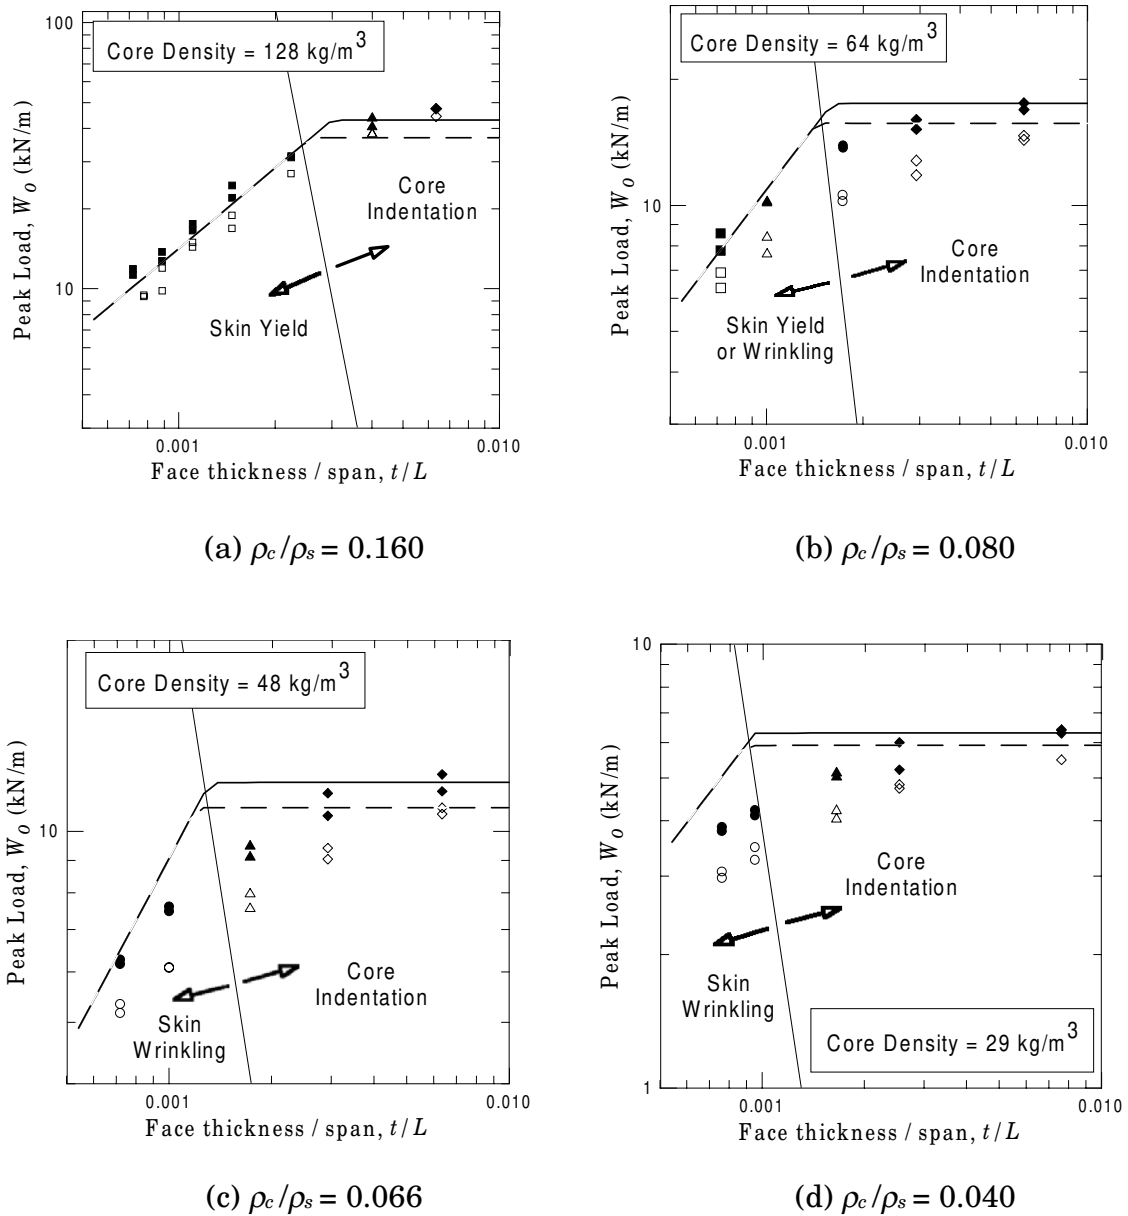 100
Core Density = 128 kg/m3
Peak Load, Wo (kN/m)
Core
Indentation
10
Skin Yield
0.001
0.010
Face thickness / span, t/L
(a) ρc/ρs = 0.160
Core Density = 64 kg/m3
Peak Load, Wo (kN/m)
10
Core
Indentation
Skin Yield
or Wrinkling
0.001
0.010
Face thickness / span, t/L
(b) ρc/ρs = 0.080
Core Density = 48 kg/m3
Peak Load, Wo (kN/m)
10
Core
Indentation
Skin
Wrinkling
0.001
0.010
Face thickness / span, t/L
(c) ρc/ρs = 0.066
10
Peak Load, Wo (kN/m)
Core
Indentation
Skin
Wrinkling
Core Density = 29 kg/m3
1
0.001
0.010
Face thickness / span, t/L
(d) ρc/ρs = 0.040